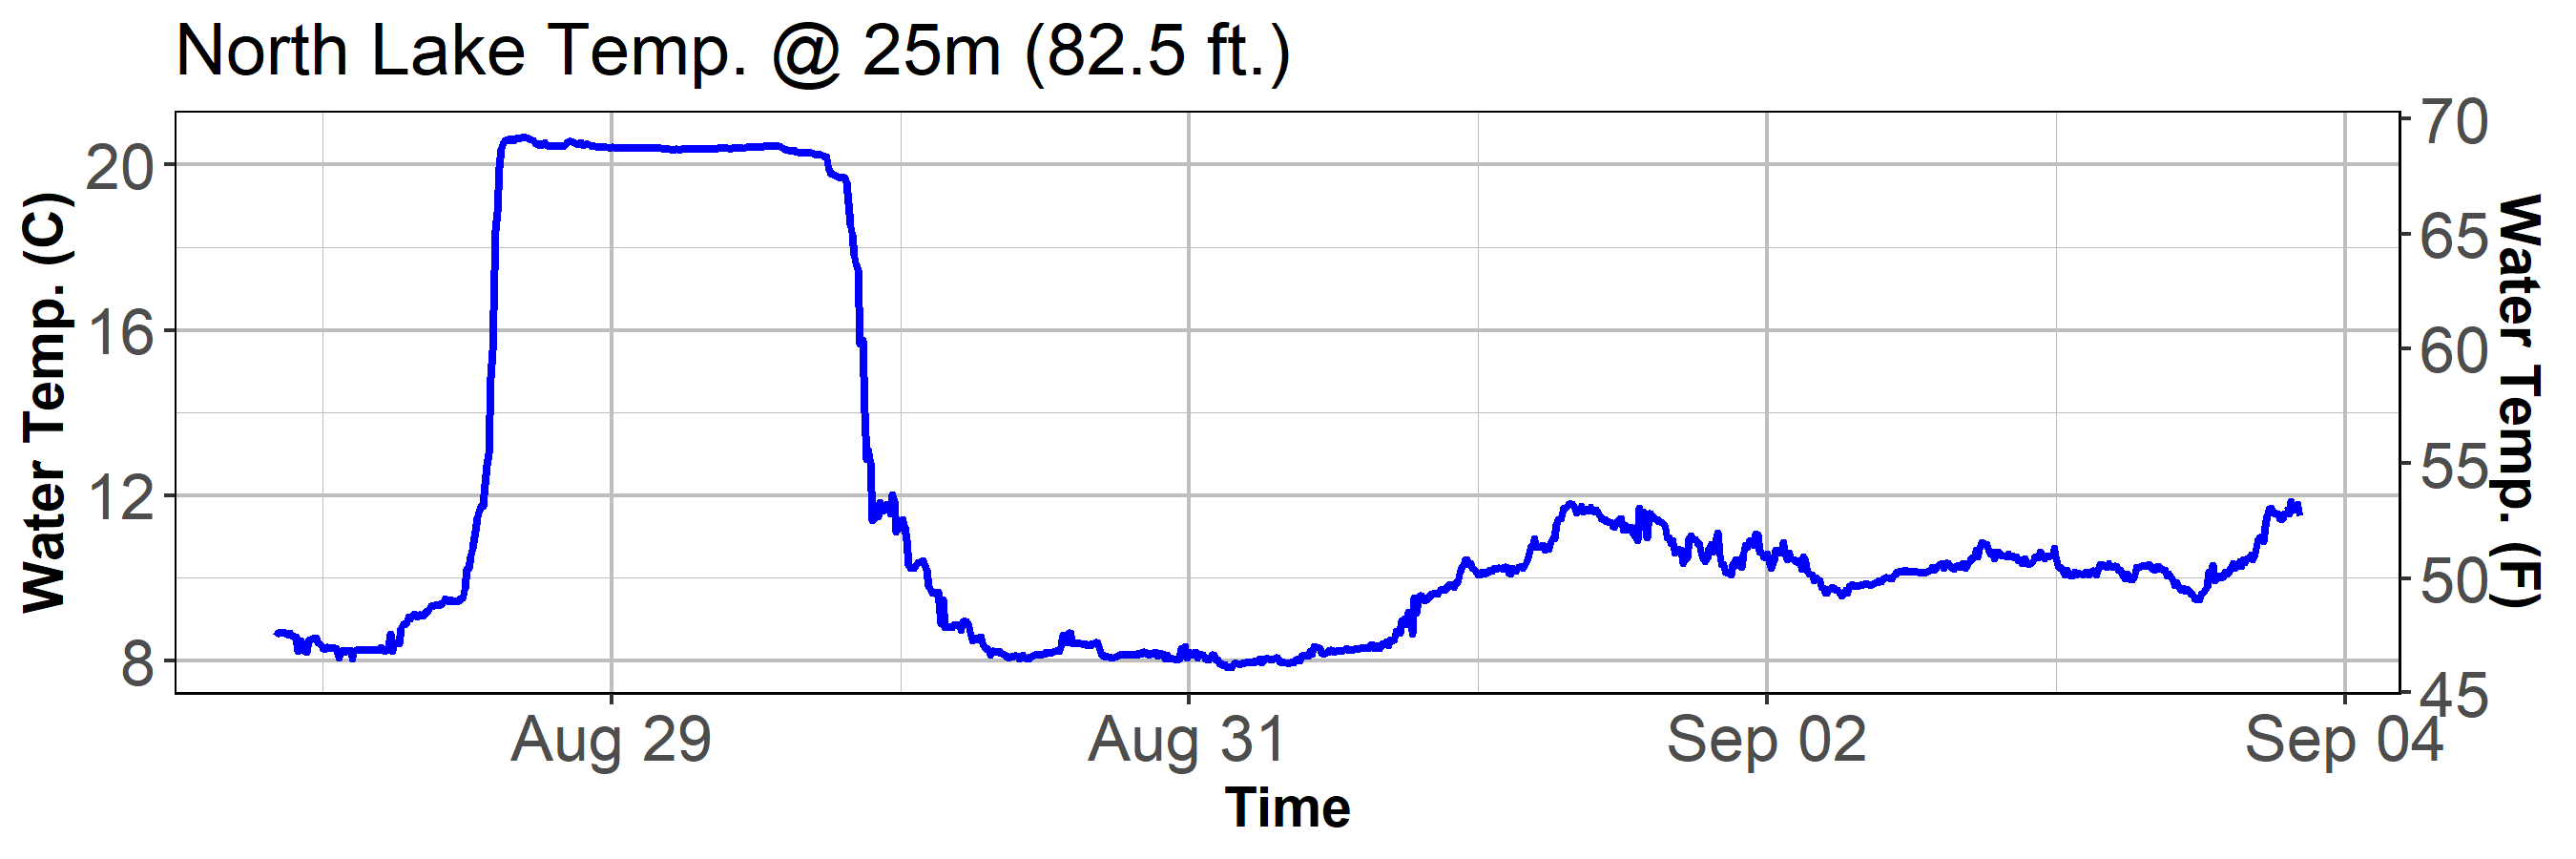 North Lake Temp. @ 25m (82.5 ft.)
Water Temp. (C)
20
16
12
8
70
65
60
55
50
45
Water Temp. (F)
Aug 29
Aug 31
Sep 02
Sep 04
Time